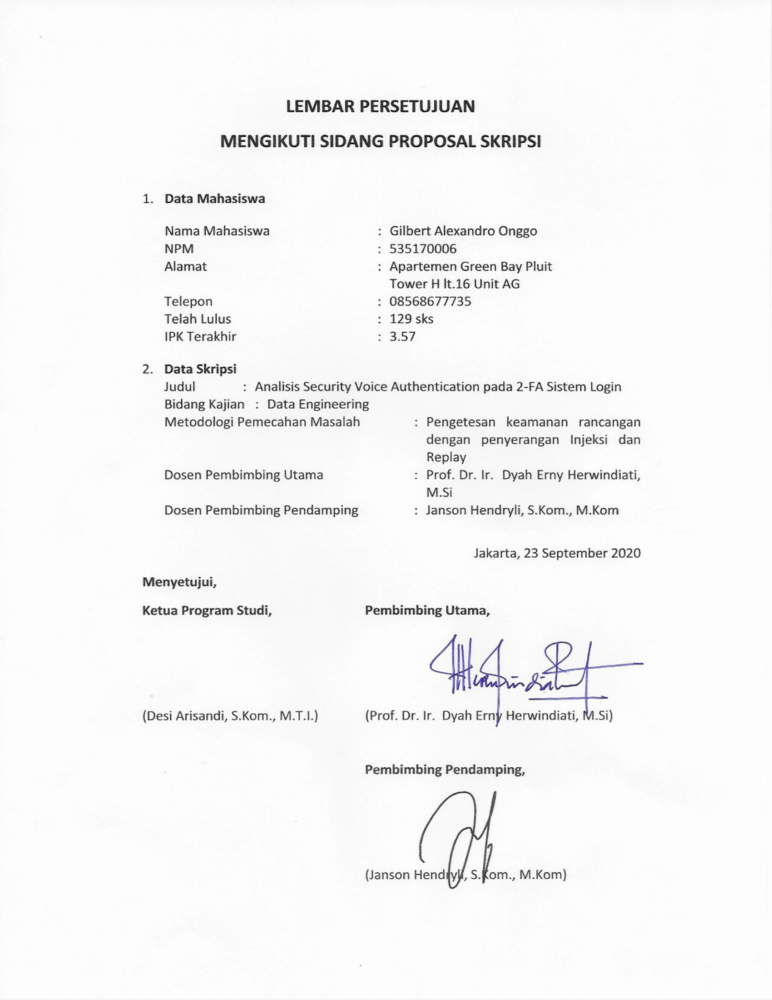 LEMBAR PERSETUJUAN
MENGIKUTI SIDANG PROPOSAL SKRIPSI
1. Data Mahasiswa
Nama Mahasiswa : Gilbert Alexandro Onggo
NPM : 535170006
Alamat : Apartemen Green Bay Pluit
Tower H lt.16 Unit AG
Telepon : 08568677735
Telah Lulus : 129 sks
IPK Terakhir : 3.57
2. Data Skripsi
Judul : Analisis Security Voice Authentication pada 2-FA Sistem Login
Bidang Kajian : Data Engineering
Metodologi Pemecahan Masalah : Pengetesan keamanan rancangan
dengan penyerangan Injeksi dan
Replay
Dosen Pembimbing Utama : Prof. Dr. Ir. Dyah Erny Herwindiati,
M.Si
Dosen Pembimbing Pendamping : Janson Hendryli, S.Kom., M.Kom
Jakarta, 23 September 2020
Menyetujui,
Ketua Program Studi, Pembimbing Utama,
(Desi Arisandi, S.Kom., M.T.I.) (Prof. Dr. Ir. Dyah Erny Herwindiati, M.Si)
Pembimbing Pendamping,
(Janson Hendryli, S.Kom., M.Kom)